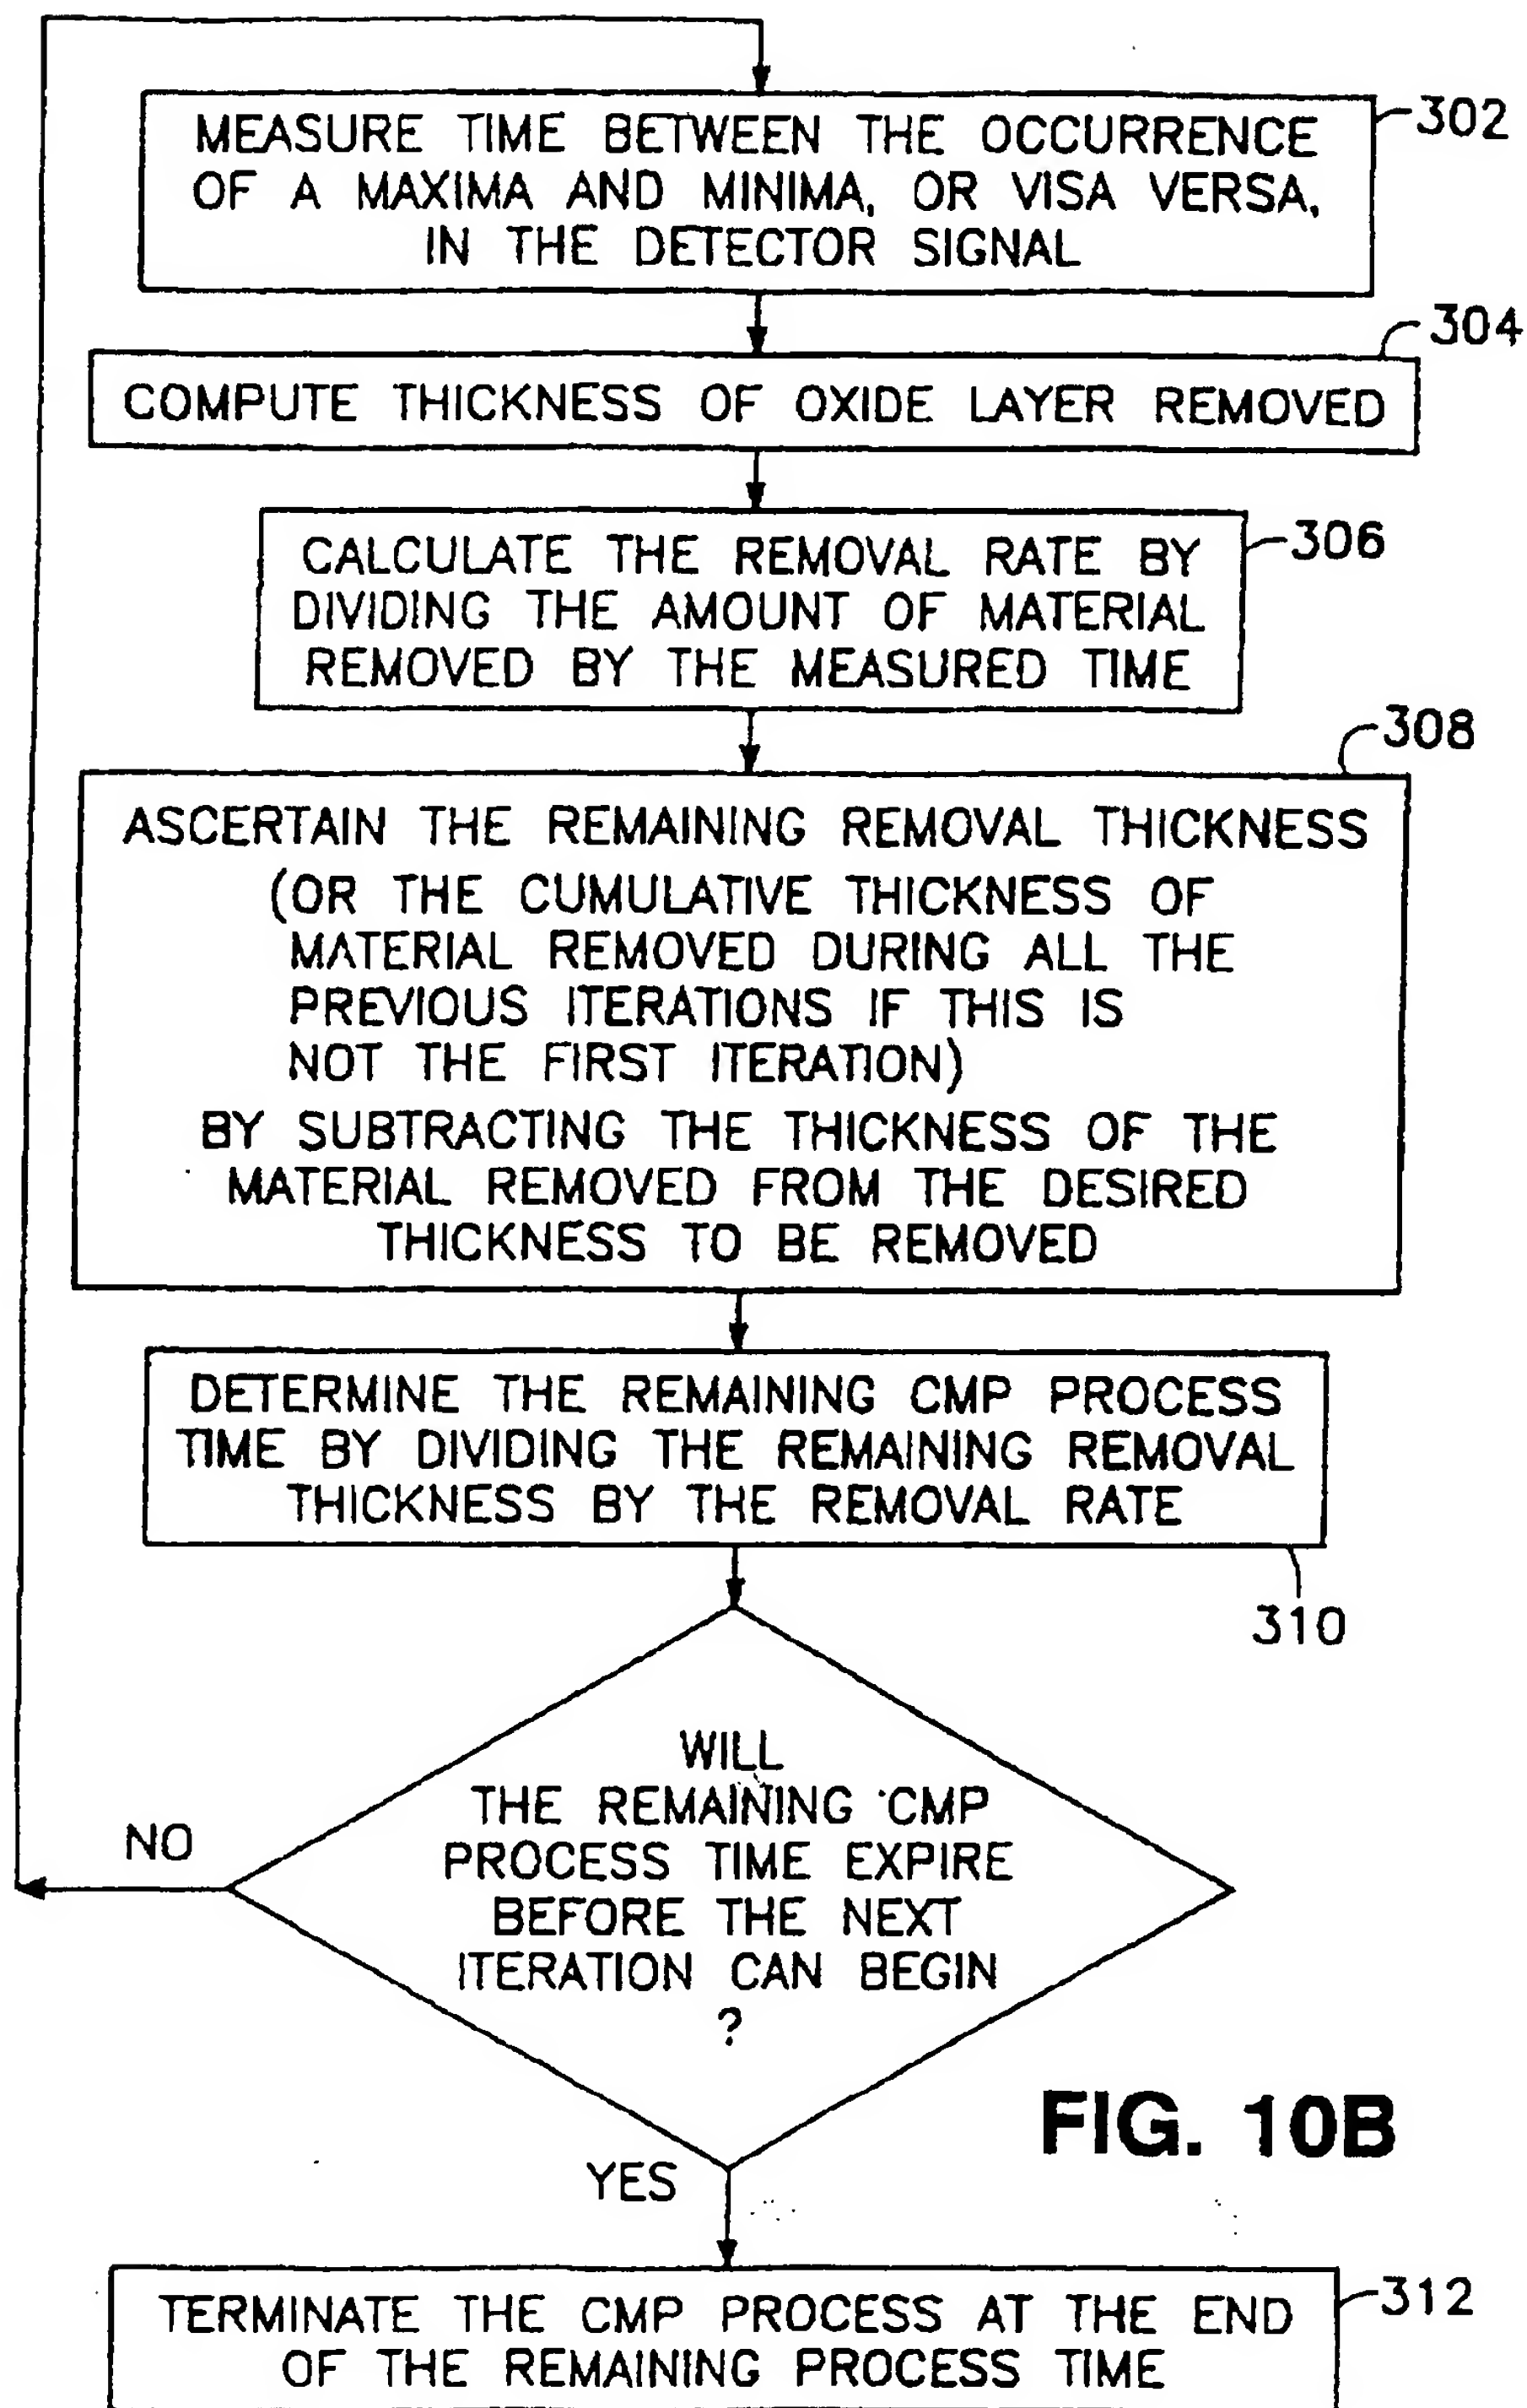 MEASURE TIME BETWEEN THE OCCURRENCE
OF A MAXIMA AND MINIMA, OR VISA VERSA,
IN THE DETECTOR SIGNAL
302
304
COMPUTE THICKNESS OF OXIDE LAYER REMOVED
CALCULATE THE REMOVAL RATE BY
DIVIDING THE AMOUNT OF MATERIAL
REMOVED BY THE MEASURED TIME
306
308
ASCERTAIN THE REMAINING REMOVAL THICKNESS
(OR THE CUMULATIVE THICKNESS OF
MATERIAL REMOVED DURING ALL THE
PREVIOUS ITERATIONS IF THIS IS
NOT THE FIRST ITERATION)
BY SUBTRACTING THE THICKNESS OF THE
MATERIAL REMOVED FROM THE DESIRED
THICKNESS TO BE REMOVED
DETERMINE THE REMAINING CMP PROCESS
TIME BY DIVIDING THE REMAINING REMOVAL
THICKNESS BY THE REMOVAL RATE
310
WILL
THE REMAINING CMP
PROCESS TIME EXPIRE
BEFORE THE NEXT
ITERATION CAN BEGIN
?
NO
FIG. 10B
YES
TERMINATE THE CMP PROCESS AT THE END
OF THE REMAINING PROCESS TIME
312